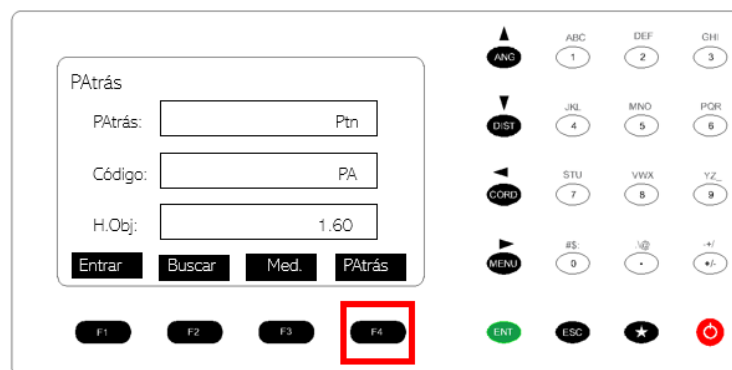 PAtrás
PAtrás: Ptn
Código: PA
H.Obj: 1.60
Entrar Buscar Med. PAtrás
F1 F2 F3 F4
ANG ABC 1 DEF 2 GHI 3
DIST JKL 4 MNO 5 PQR 6
CORD STU 7 VWX 8 YZ_ 9
MENU #$: 0 .\@ . -+/ •/-
ENT ESC